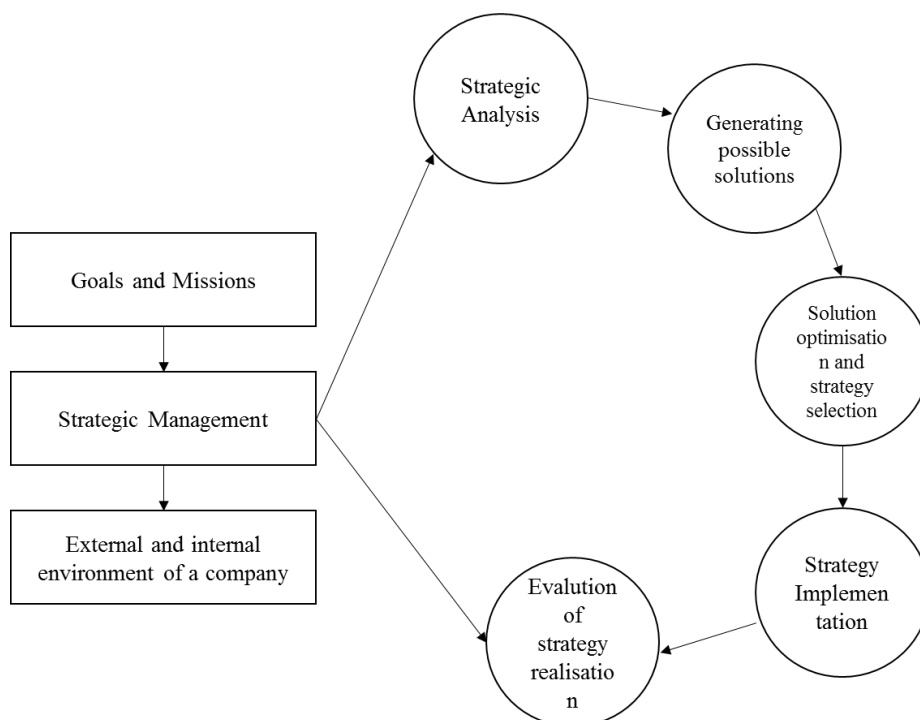 Strategic
Analysis
Generating
possible
solutions
Goals and Missions
Strategic Management
External and internal
environment of a company
Solution
optimisatio
n and
strategy
selection
Strategy
Implemen
tation
Evalution
of
strategy
realisatio
n